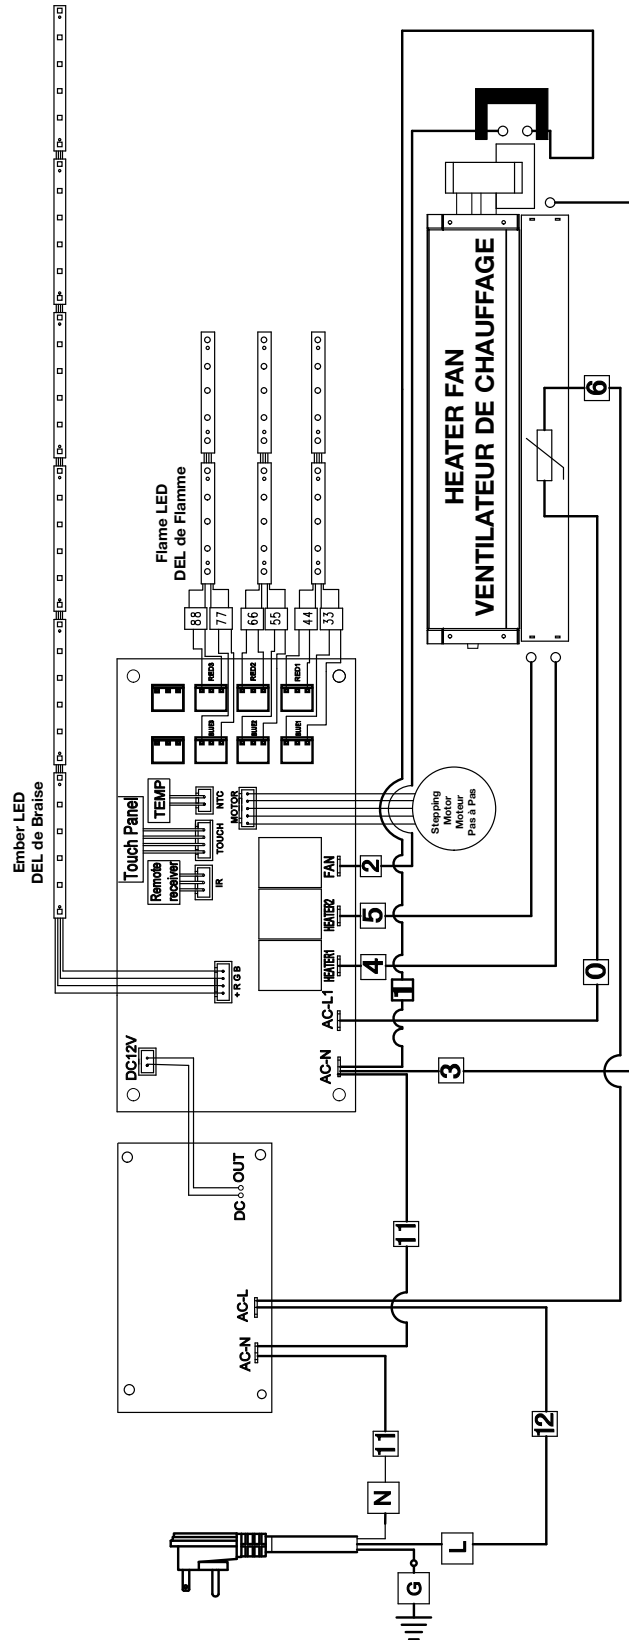 Ember LED
DEL de Braise
Flame LED
DEL de Flamme
HEATER FAN
VENTILATEUR DE CHAUFFAGE
6
88
77
66
55
44
33
RED3
RED2
RED1
BLUE3
BLUE2
BLUE1
Touch Panel
TEMP
NTC
TOUCH
Remote
receiver
IR
MOTOR
Stepping
Motor
Moteur
Pas à Pas
FAN
HEATER2
HEATER1
2
5
4
1
0
+ R G B
DC12V
AC-L1
AC-N
3
DC OUT
AC-L
AC-N
11
11
12
N
L
G